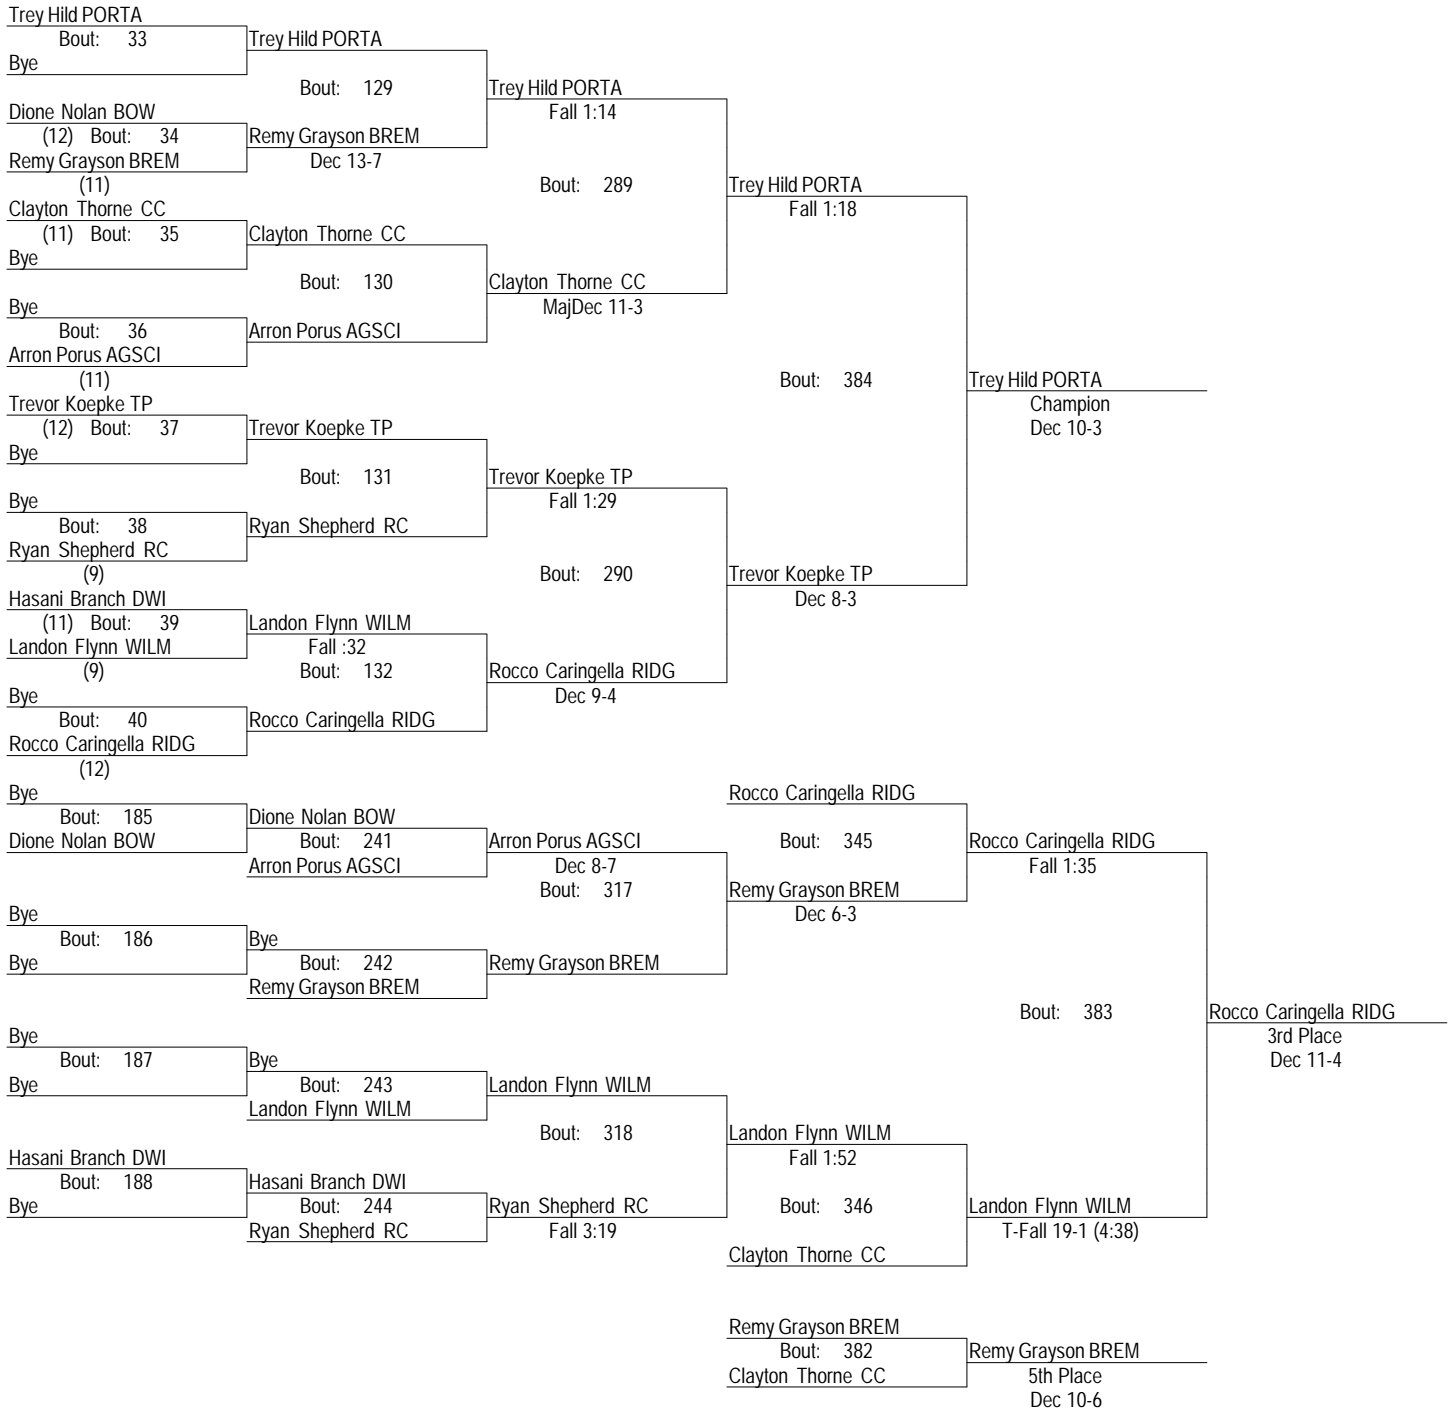 Trey Hild PORTA
Bout: 33
Trey Hild PORTA
Bye
Bout: 129
Trey Hild PORTA
Dione Nolan BOW
Fall 1:14
(12) Bout: 34
Remy Grayson BREM
Remy Grayson BREM
Dec 13-7
(11)
Bout: 289
Trey Hild PORTA
Clayton Thorne CC
Fall 1:18
(11) Bout: 35
Clayton Thorne CC
Bye
Bout: 130
Clayton Thorne CC
Bye
MajDec 11-3
Bout: 36
Arron Porus AGSCI
Arron Porus AGSCI
(11)
Bout: 384
Trey Hild PORTA
Trevor Koepke TP
Champion
(12) Bout: 37
Trevor Koepke TP
Dec 10-3
Bye
Bout: 131
Trevor Koepke TP
Bye
Fall 1:29
Bout: 38
Ryan Shepherd RC
Ryan Shepherd RC
(9)
Bout: 290
Trevor Koepke TP
Hasani Branch DWI
Dec 8-3
(11) Bout: 39
Landon Flynn WILM
Landon Flynn WILM
Fall :32
(9)
Bout: 132
Rocco Caringella RIDG
Bye
Dec 9-4
Bout: 40
Rocco Caringella RIDG
Rocco Caringella RIDG
(12)
Bye
Rocco Caringella RIDG
Bout: 185
Dione Nolan BOW
Dione Nolan BOW
Bout: 241
Arron Porus AGSCI
Bout: 345
Rocco Caringella RIDG
Arron Porus AGSCI
Dec 8-7
Fall 1:35
Bout: 317
Remy Grayson BREM
Bye
Dec 6-3
Bout: 186
Bye
Bye
Bout: 242
Remy Grayson BREM
Remy Grayson BREM
Bout: 383
Rocco Caringella RIDG
Bye
3rd Place
Bout: 187
Bye
Dec 11-4
Bye
Bout: 243
Landon Flynn WILM
Landon Flynn WILM
Bout: 318
Landon Flynn WILM
Hasani Branch DWI
Fall 1:52
Bout: 188
Hasani Branch DWI
Bye
Bout: 244
Ryan Shepherd RC
Bout: 346
Landon Flynn WILM
Ryan Shepherd RC
Fall 3:19
T-Fall 19-1 (4:38)
Clayton Thorne CC
Remy Grayson BREM
Bout: 382
Remy Grayson BREM
Clayton Thorne CC
5th Place
Dec 10-6